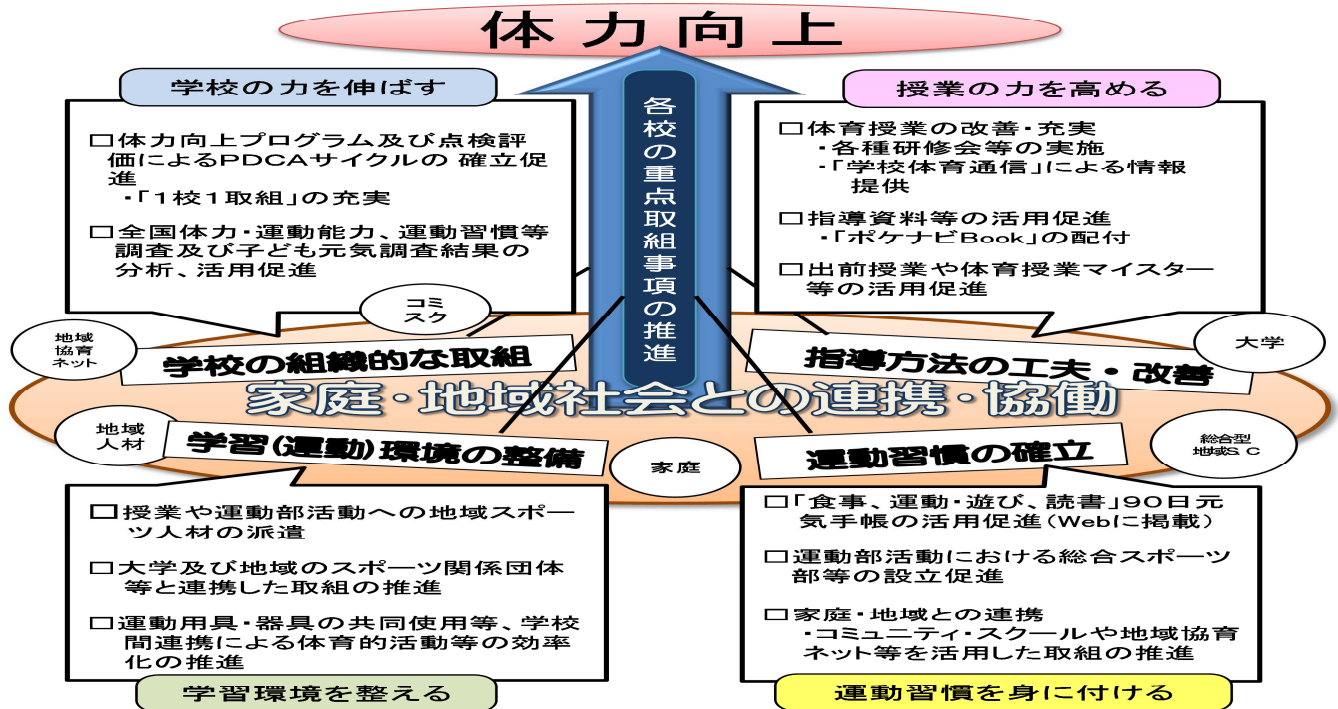 体力向上
各校の重点取組事項の推進
学校の力を伸ばす
□体力向上プログラム及び点検評
価によるPDCAサイクルの 確立促
進
・「1校1取組」の充実
□全国体力・運動能力、運動習慣等
調査及び子ども元気調査結果の
分析、活用促進
授業の力を高める
□体育授業の改善・充実
・各種研修会等の実施
・「学校体育通信」による情報
提供
□指導資料等の活用促進
・「ポケナビBook」の配付
□出前授業や体育授業マイスター
等の活用促進
コミ
スク
地域
協育
ネット
大学
学校の組織的な取組
指導方法の工夫・改善
家庭・地域社会との連携・協働
地域
人材
学習(運動)環境の整備
家庭
運動習慣の確立
総合型
地域SC
□授業や運動部活動への地域スポー
ツ人材の派遣
□大学及び地域のスポーツ関係団体
等と連携した取組の推進
□運動用具・器具の共同使用等、学校
間連携による体育的活動等の効率
化の推進
学習環境を整える
□「食事、運動・遊び、読書」90日元
気手帳の活用促進(Webに掲載)
□運動部活動における総合スポーツ
部等の設立促進
□家庭・地域との連携
・コミュニティ・スクールや地域協育
ネット等を活用した取組の推進
運動習慣を身に付ける